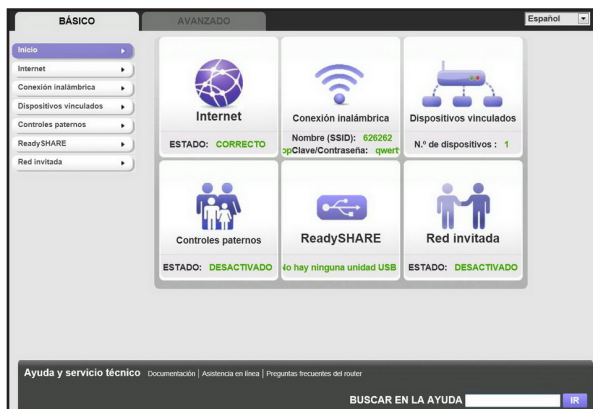 BÁSICO
AVANZADO
Español
Inicio
Internet
Conexión inalámbrica
Dispositivos vinculados
Controles paternos
ReadySHARE
Red invitada
Internet
ESTADO: CORRECTO
Conexión inalámbrica
Nombre (SSID): 626262
opClave/Contraseña: qwert
Dispositivos vinculados
N.º de dispositivos : 1
Controles paternos
ESTADO: DESACTIVADO
ReadySHARE
No hay ninguna unidad USB
Red invitada
ESTADO: DESACTIVADO
Ayuda y servicio técnico Documentación | Asistencia en línea | Preguntas frecuentes del router
BUSCAR EN LA AYUDA IR